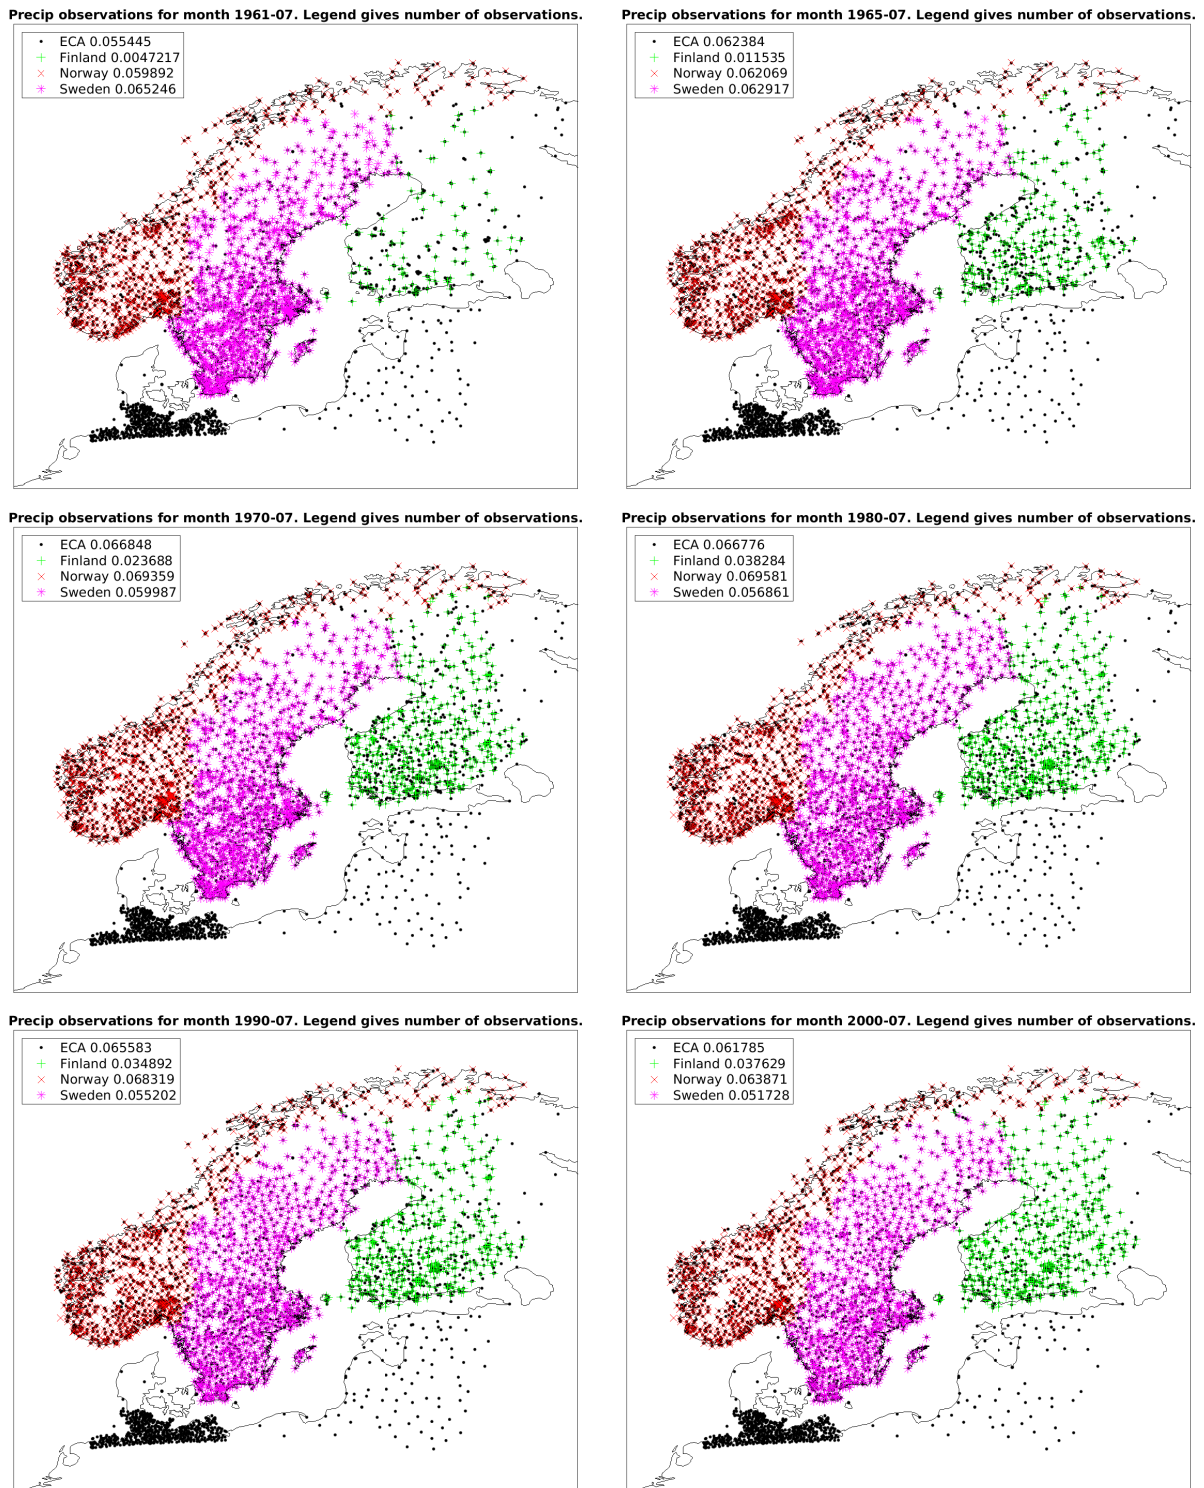 Precip observations for month 1961-07. Legend gives number of observations.
ECA 0.055445
Finland 0.0047217
Norway 0.059892
Sweden 0.065246
Precip observations for month 1965-07. Legend gives number of observations.
ECA 0.062384
Finland 0.011535
Norway 0.062069
Sweden 0.062917
Precip observations for month 1970-07. Legend gives number of observations.
ECA 0.066848
Finland 0.023688
Norway 0.069359
Sweden 0.059987
Precip observations for month 1980-07. Legend gives number of observations.
ECA 0.066776
Finland 0.038284
Norway 0.069581
Sweden 0.056861
Precip observations for month 1990-07. Legend gives number of observations.
ECA 0.065583
Finland 0.034892
Norway 0.068319
Sweden 0.055202
Precip observations for month 2000-07. Legend gives number of observations.
ECA 0.061785
Finland 0.037629
Norway 0.063871
Sweden 0.051728